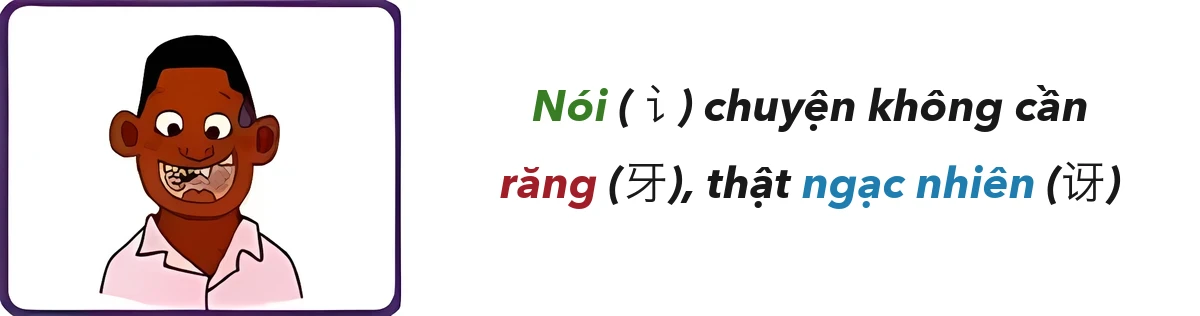 Nói (讠) chuyện không cần
răng (牙), thật ngạc nhiên (讶)